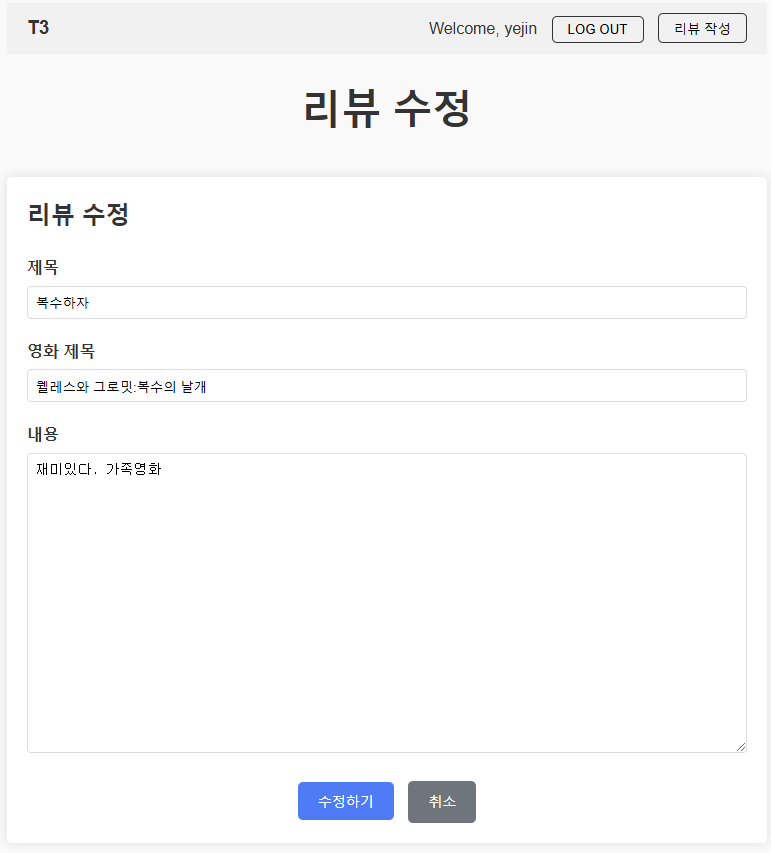 T3
Welcome, yejin LOG OUT 리뷰 작성
리뷰 수정
리뷰 수정
제목
복수하자
영화 제목
웰레스와 그로밋:복수의 날개
내용
재미있다. 가족영화
수정하기 취소